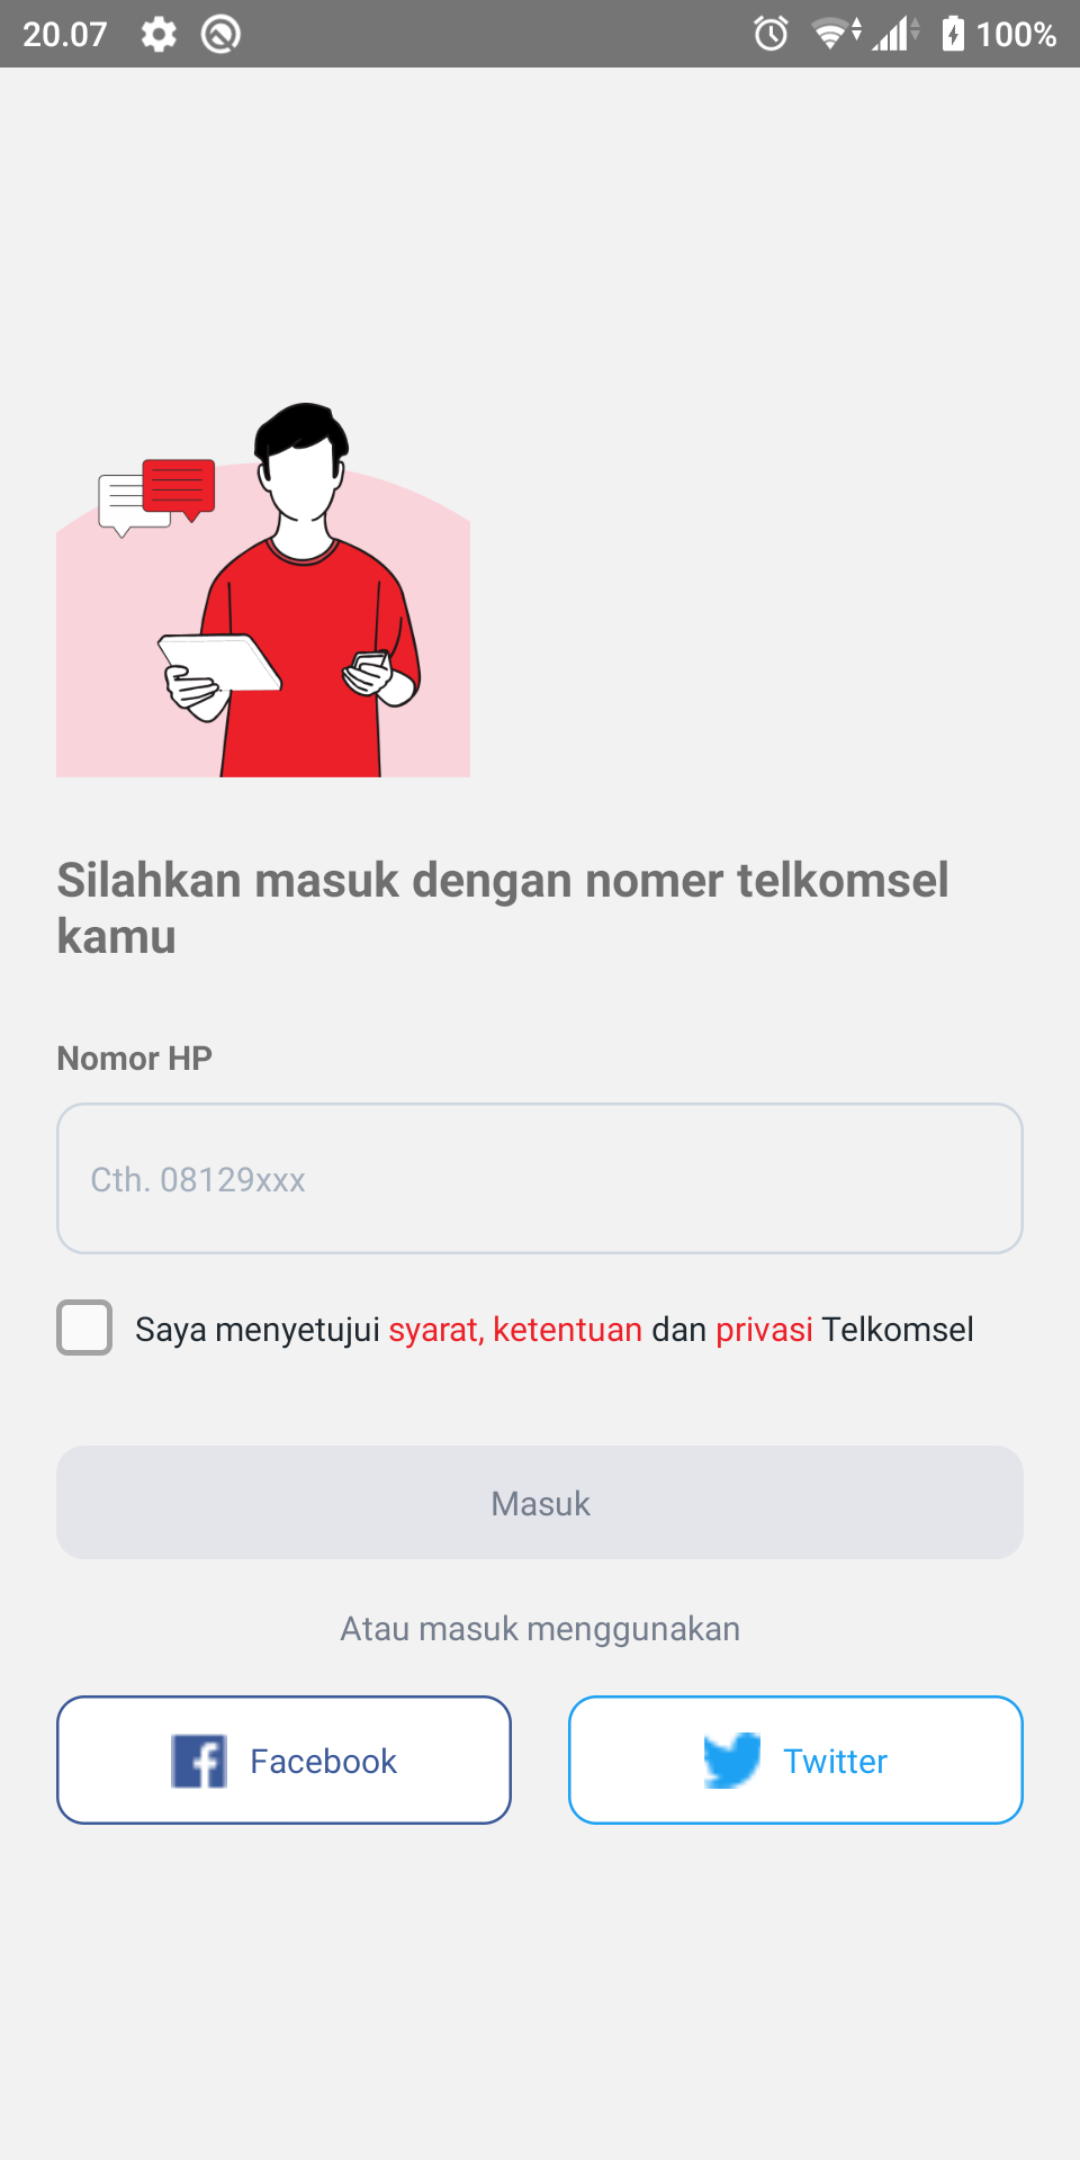 20.07
100%
Silahkan masuk dengan nomer telkomsel
kamu
Nomor HP
Cth. 08129xxx
Saya menyetujui syarat, ketentuan dan privasi Telkomsel
Masuk
Atau masuk menggunakan
Facebook
Twitter